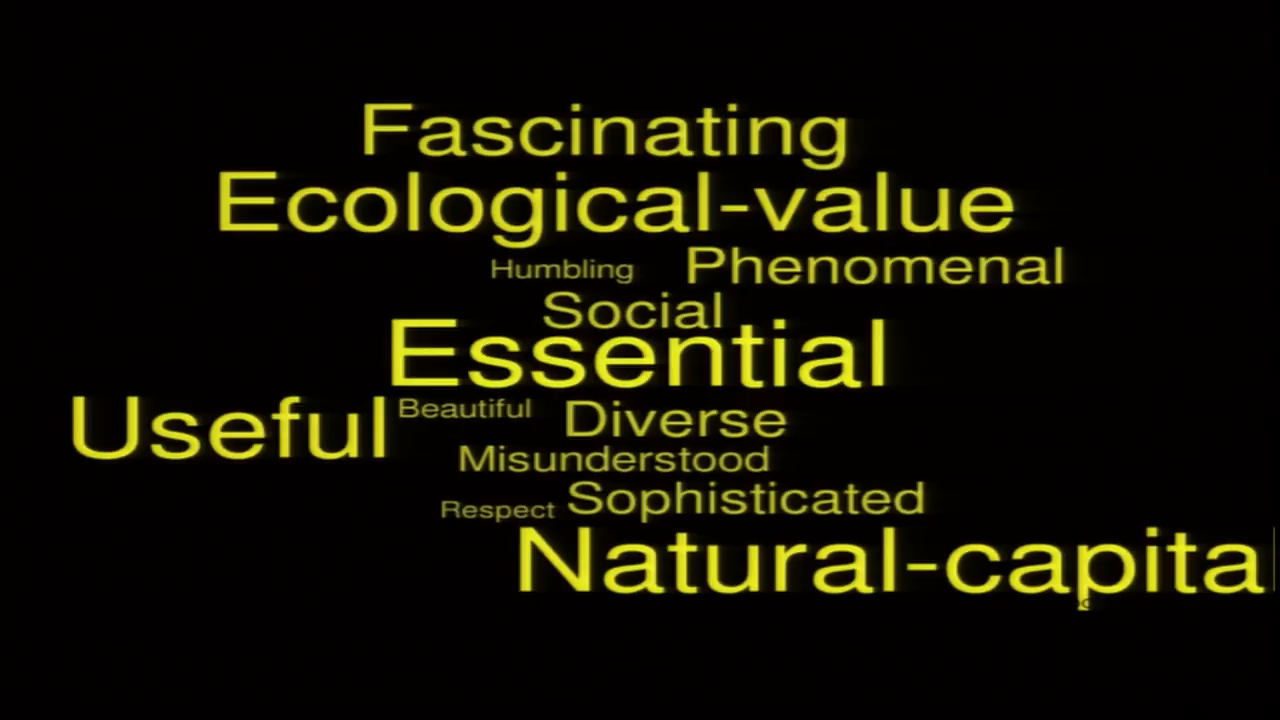 Fascinating
Ecological-value
Humbling Phenomenal
Social
Essential
Useful Beautiful Diverse
Misunderstood
Respect Sophisticated
Natural-capital